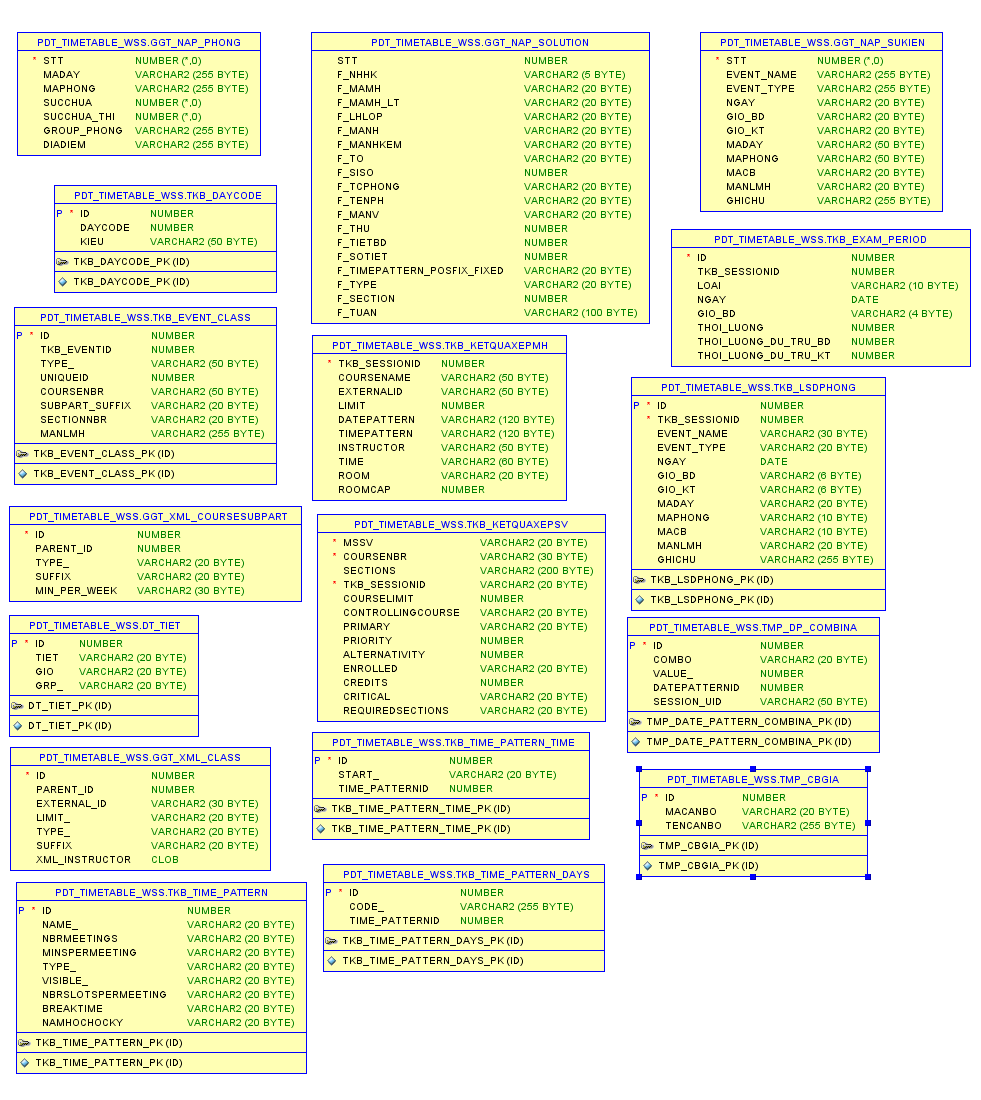 PDT_TIMETABLE_WSS.GGT_NAP_PHONG
* STT NUMBER (*,0)
MADAY VARCHAR2 (255 BYTE)
MAPHONG VARCHAR2 (255 BYTE)
SUCCHUA NUMBER (*,0)
SUCCHUA_THI NUMBER (*,0)
GROUP_PHONG VARCHAR2 (255 BYTE)
DIADIEM VARCHAR2 (255 BYTE)
PDT_TIMETABLE_WSS.TKB_DAYCODE
P * ID NUMBER
DAYCODE NUMBER
KIEU VARCHAR2 (50 BYTE)
TKB_DAYCODE_PK (ID)
TKB_DAYCODE_PK (ID)
PDT_TIMETABLE_WSS.TKB_EVENT_CLASS
P * ID NUMBER
TKB_EVENTID NUMBER
TYPE_ VARCHAR2 (50 BYTE)
UNIQUEID NUMBER
COURSENBR VARCHAR2 (50 BYTE)
SUBPART_SUFFIX VARCHAR2 (20 BYTE)
SECTIONNBR VARCHAR2 (20 BYTE)
MANLMH VARCHAR2 (255 BYTE)
TKB_EVENT_CLASS_PK (ID)
TKB_EVENT_CLASS_PK (ID)
PDT_TIMETABLE_WSS.GGT_XML_COURSESUBPART
* ID NUMBER
PARENT_ID NUMBER
TYPE_ VARCHAR2 (20 BYTE)
SUFFIX VARCHAR2 (20 BYTE)
MIN_PER_WEEK VARCHAR2 (30 BYTE)
PDT_TIMETABLE_WSS.DT_TIET
P * ID NUMBER
TIET VARCHAR2 (20 BYTE)
GIO VARCHAR2 (20 BYTE)
GRP_ VARCHAR2 (20 BYTE)
DT_TIET_PK (ID)
DT_TIET_PK (ID)
PDT_TIMETABLE_WSS.GGT_XML_CLASS
* ID NUMBER
PARENT_ID NUMBER
EXTERNAL_ID VARCHAR2 (30 BYTE)
LIMIT_ VARCHAR2 (20 BYTE)
TYPE_ VARCHAR2 (20 BYTE)
SUFFIX VARCHAR2 (20 BYTE)
XML_INSTRUCTOR CLOB
PDT_TIMETABLE_WSS.TKB_TIME_PATTERN
P * ID NUMBER
NAME_ VARCHAR2 (20 BYTE)
NBRMEETINGS VARCHAR2 (20 BYTE)
MINSPERMEETING VARCHAR2 (20 BYTE)
TYPE_ VARCHAR2 (20 BYTE)
VISIBLE_ VARCHAR2 (20 BYTE)
NBRSLOTSPERMEETING VARCHAR2 (20 BYTE)
BREAKTIME VARCHAR2 (20 BYTE)
NAMHOCHOCKY VARCHAR2 (20 BYTE)
TKB_TIME_PATTERN_PK (ID)
TKB_TIME_PATTERN_PK (ID)
PDT_TIMETABLE_WSS.GGT_NAP_SOLUTION
STT NUMBER
F_NHHK VARCHAR2 (5 BYTE)
F_MAMH VARCHAR2 (20 BYTE)
F_MAMH_LT VARCHAR2 (20 BYTE)
F_LHLOP VARCHAR2 (20 BYTE)
F_MANH VARCHAR2 (20 BYTE)
F_MANHKEM VARCHAR2 (20 BYTE)
F_TO VARCHAR2 (20 BYTE)
F_SISO NUMBER
F_TCPHONG VARCHAR2 (20 BYTE)
F_TENPH VARCHAR2 (20 BYTE)
F_MANV VARCHAR2 (20 BYTE)
F_THU NUMBER
F_TIETBD NUMBER
F_SOTIET NUMBER
F_TIMEPATTERN_POSFIX_FIXED VARCHAR2 (20 BYTE)
F_TYPE VARCHAR2 (20 BYTE)
F_SECTION NUMBER
F_TUAN VARCHAR2 (100 BYTE)
PDT_TIMETABLE_WSS.TKB_KETQUAXEPMH
* TKB_SESSIONID NUMBER
COURSENAME VARCHAR2 (50 BYTE)
EXTERNALID VARCHAR2 (50 BYTE)
LIMIT NUMBER
DATEPATTERN VARCHAR2 (120 BYTE)
TIMEPATTERN VARCHAR2 (120 BYTE)
INSTRUCTOR VARCHAR2 (50 BYTE)
TIME VARCHAR2 (60 BYTE)
ROOM VARCHAR2 (20 BYTE)
ROOMCAP NUMBER
PDT_TIMETABLE_WSS.TKB_KETQUAXEPSV
* MSSV VARCHAR2 (20 BYTE)
* COURSENBR VARCHAR2 (30 BYTE)
SECTIONS VARCHAR2 (200 BYTE)
* TKB_SESSIONID VARCHAR2 (20 BYTE)
COURSELIMIT NUMBER
CONTROLLINGCOURSE VARCHAR2 (20 BYTE)
PRIMARY VARCHAR2 (20 BYTE)
PRIORITY NUMBER
ALTERNATIVITY NUMBER
ENROLLED VARCHAR2 (20 BYTE)
CREDITS NUMBER
CRITICAL VARCHAR2 (20 BYTE)
REQUIREDSECTIONS VARCHAR2 (20 BYTE)
PDT_TIMETABLE_WSS.TKB_TIME_PATTERN_TIME
P * ID NUMBER
START_ VARCHAR2 (20 BYTE)
TIME_PATTERNID NUMBER
TKB_TIME_PATTERN_TIME_PK (ID)
TKB_TIME_PATTERN_TIME_PK (ID)
PDT_TIMETABLE_WSS.TKB_TIME_PATTERN_DAYS
P * ID NUMBER
CODE_ VARCHAR2 (255 BYTE)
TIME_PATTERNID NUMBER
TKB_TIME_PATTERN_DAYS_PK (ID)
TKB_TIME_PATTERN_DAYS_PK (ID)
PDT_TIMETABLE_WSS.GGT_NAP_SUKIEN
* STT NUMBER (*,0)
EVENT_NAME VARCHAR2 (255 BYTE)
EVENT_TYPE VARCHAR2 (255 BYTE)
NGAY VARCHAR2 (20 BYTE)
GIO_BD VARCHAR2 (20 BYTE)
GIO_KT VARCHAR2 (20 BYTE)
MADAY VARCHAR2 (50 BYTE)
MAPHONG VARCHAR2 (50 BYTE)
MACB VARCHAR2 (20 BYTE)
MANLMH VARCHAR2 (20 BYTE)
GHICHU VARCHAR2 (255 BYTE)
PDT_TIMETABLE_WSS.TKB_EXAM_PERIOD
* ID NUMBER
TKB_SESSIONID NUMBER
LOAI VARCHAR2 (10 BYTE)
NGAY DATE
GIO_BD VARCHAR2 (4 BYTE)
THOI_LUONG NUMBER
THOI_LUONG_DU_TRU_BD NUMBER
THOI_LUONG_DU_TRU_KT NUMBER
PDT_TIMETABLE_WSS.TKB_LSDPHONG
P * ID NUMBER
* TKB_SESSIONID NUMBER
EVENT_NAME VARCHAR2 (30 BYTE)
EVENT_TYPE VARCHAR2 (20 BYTE)
NGAY DATE
GIO_BD VARCHAR2 (6 BYTE)
GIO_KT VARCHAR2 (6 BYTE)
MADAY VARCHAR2 (20 BYTE)
MAPHONG VARCHAR2 (10 BYTE)
MACB VARCHAR2 (10 BYTE)
MANLMH VARCHAR2 (20 BYTE)
GHICHU VARCHAR2 (255 BYTE)
TKB_LSDPHONG_PK (ID)
TKB_LSDPHONG_PK (ID)
PDT_TIMETABLE_WSS.TMP_DP_COMBINA
P * ID NUMBER
COMBO VARCHAR2 (20 BYTE)
VALUE_ NUMBER
DATEPATTERNID NUMBER
SESSION_UID VARCHAR2 (50 BYTE)
TMP_DATE_PATTERN_COMBINA_PK (ID)
TMP_DATE_PATTERN_COMBINA_PK (ID)
PDT_TIMETABLE_WSS.TMP_CBGIA
P * ID NUMBER
MACANBO VARCHAR2 (20 BYTE)
TENCANBO VARCHAR2 (255 BYTE)
TMP_CBGIA_PK (ID)
TMP_CBGIA_PK (ID)